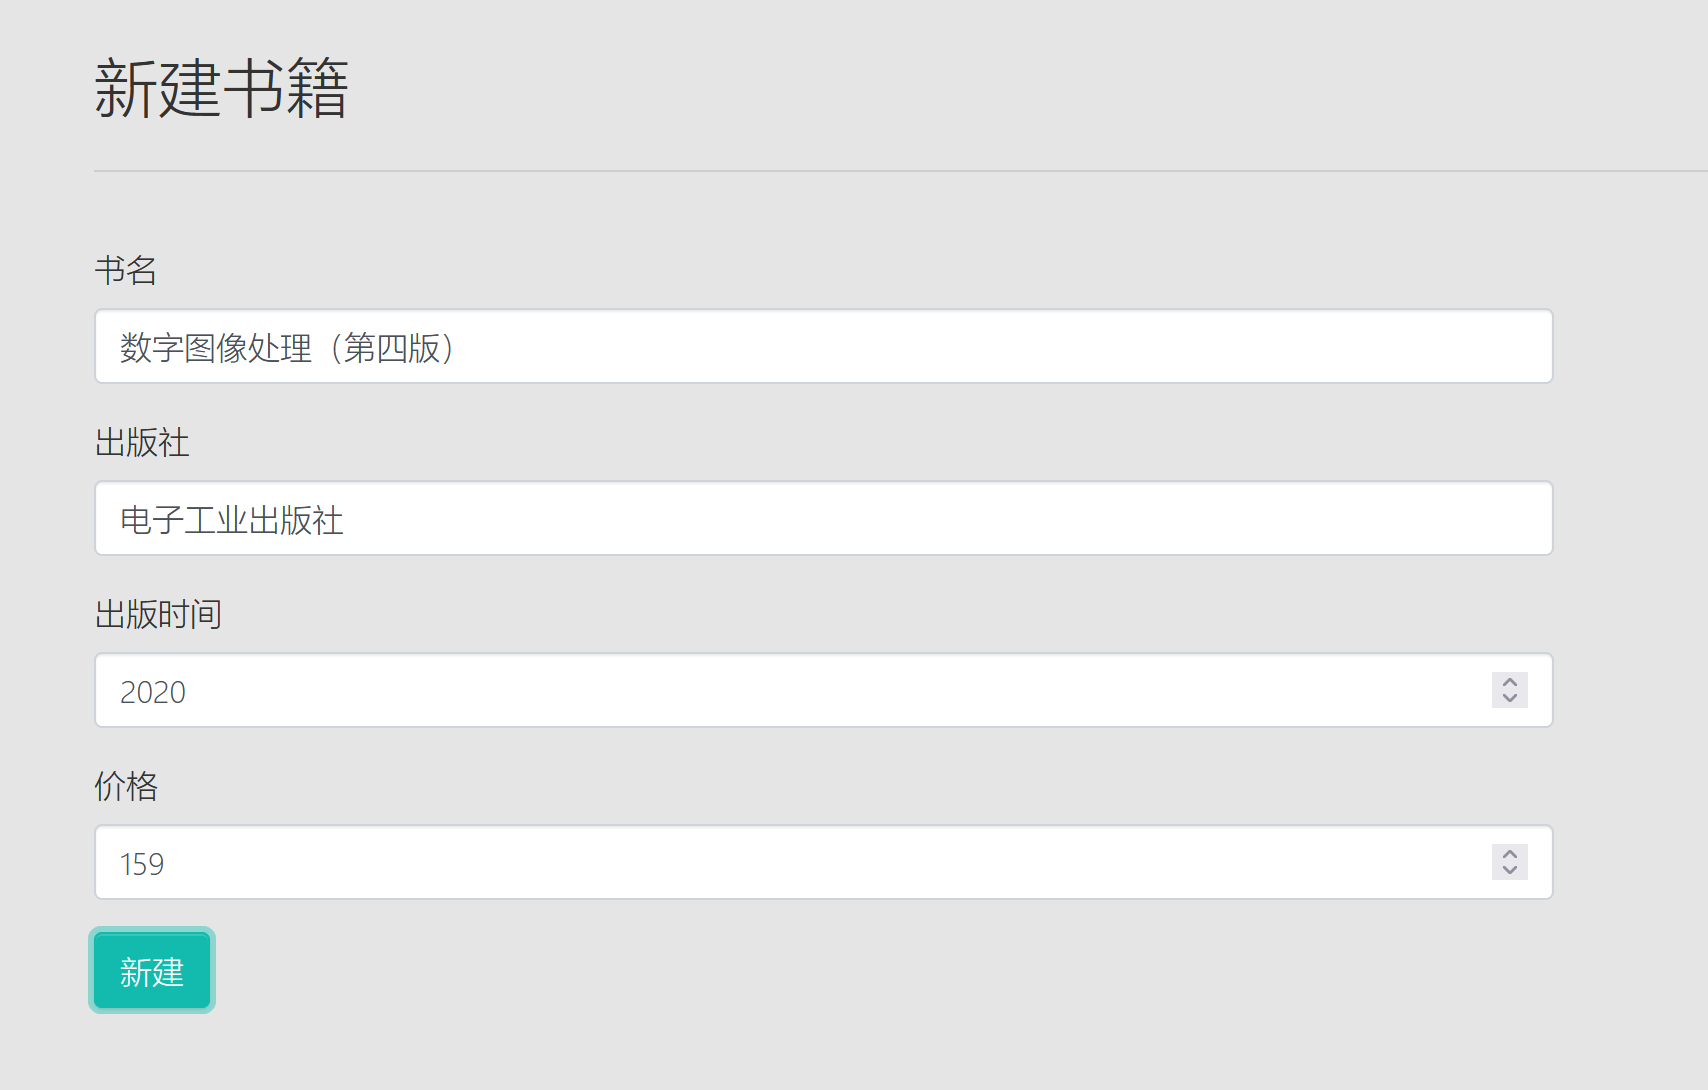 新建书籍
书名
数字图像处理（第四版）
出版社
电子工业出版社
出版时间
2020
价格
159
新建